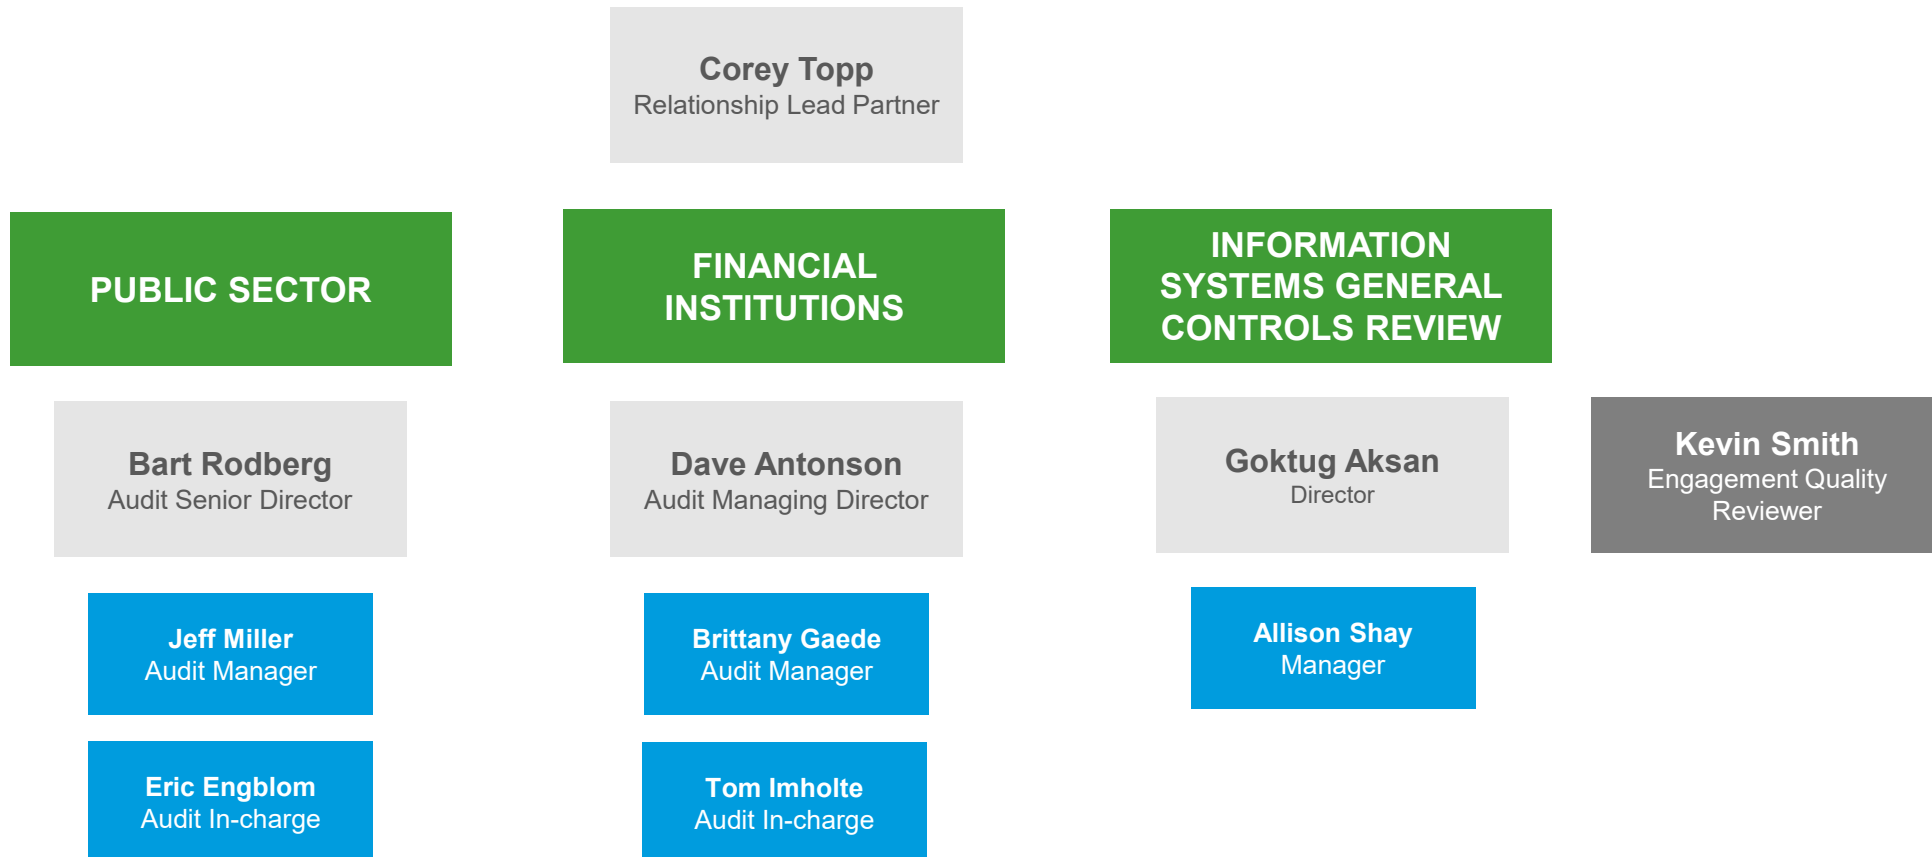 Corey Topp
Relationship Lead Partner
PUBLIC SECTOR
FINANCIAL
INSTITUTIONS
INFORMATION
SYSTEMS GENERAL
CONTROLS REVIEW
Bart Rodberg
Audit Senior Director
Dave Antonson
Audit Managing Director
Goktug Aksan
Director
Kevin Smith
Engagement Quality
Reviewer
Jeff Miller
Audit Manager
Brittany Gaede
Audit Manager
Allison Shay
Manager
Eric Engblom
Audit In-charge
Tom Imholte
Audit In-charge